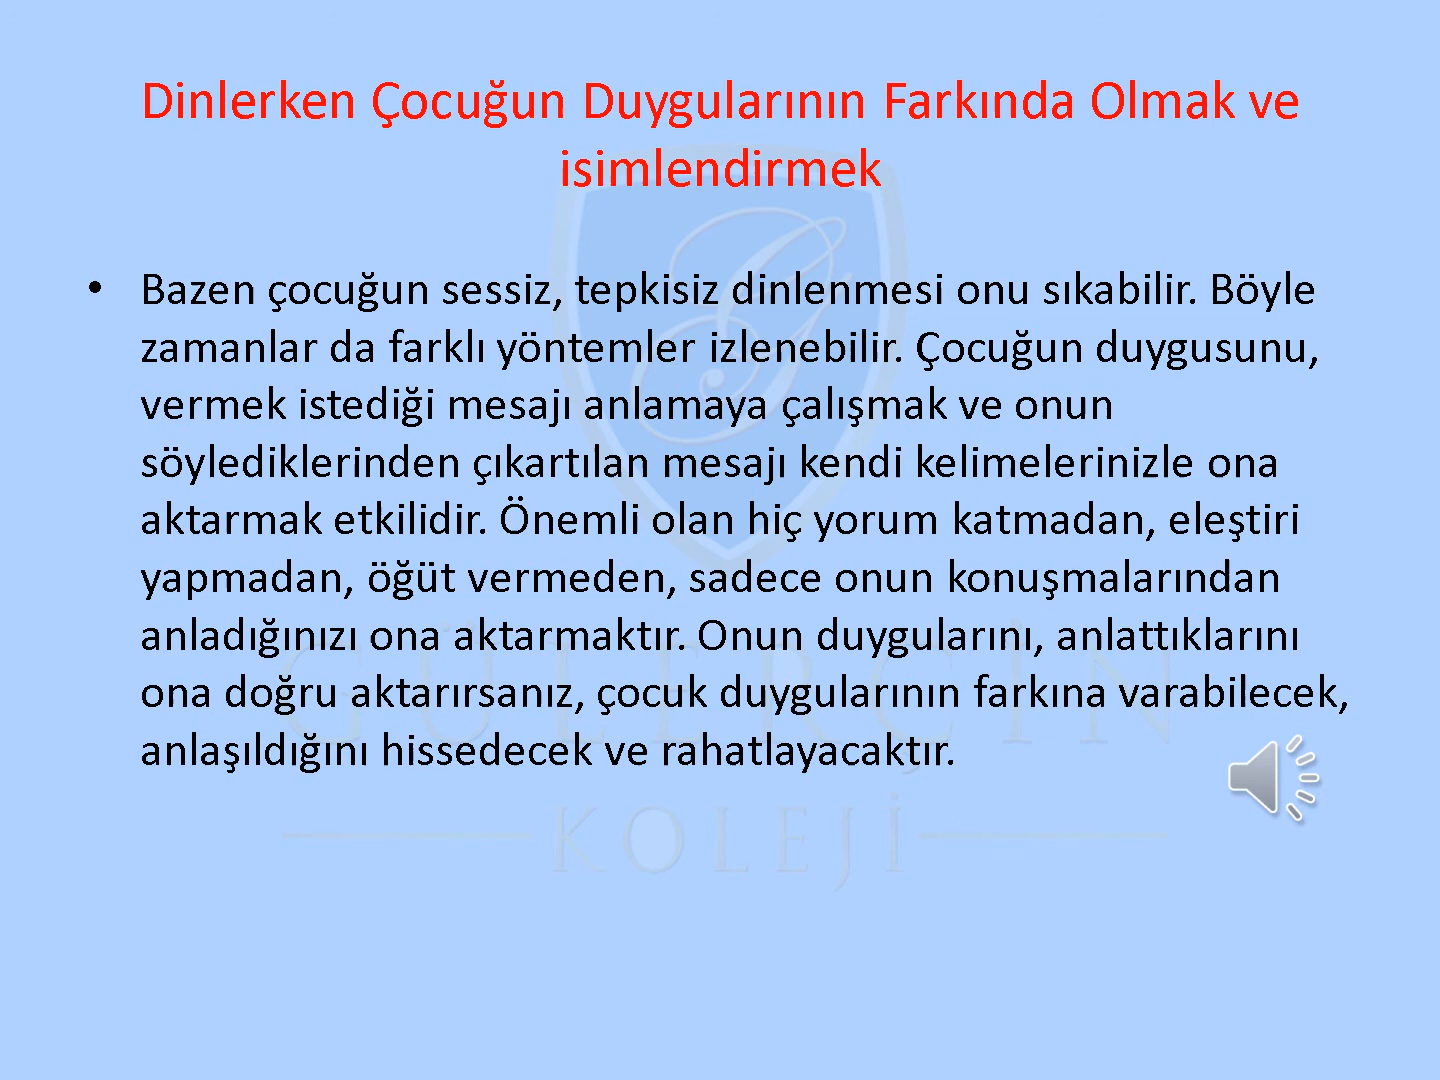 Dinlerken Çocuğun Duygularının Farkında Olmak ve
isimlendirmek
• Bazen çocuğun sessiz, tepkisiz dinlenmesi onu sıkabilir. Böyle
zamanlar da farklı yöntemler izlenebilir. Çocuğun duygusunu,
vermek istediği mesajı anlamaya çalışmak ve onun
söylediklerinden çıkartılan mesajı kendi kelimelerinizle ona
aktarmak etkilidir. Önemli olan hiç yorum katmadan, eleştiri
yapmadan, öğüt vermeden, sadece onun konuşmalarından
anladığınızı ona aktarmaktır. Onun duygularını, anlattıklarını
ona doğru aktarırsanız, çocuk duygularının farkına varabilecek,
anlaşıldığını hissedecek ve rahatlayacaktır.
GÜLERÇİN
KOLEJİ